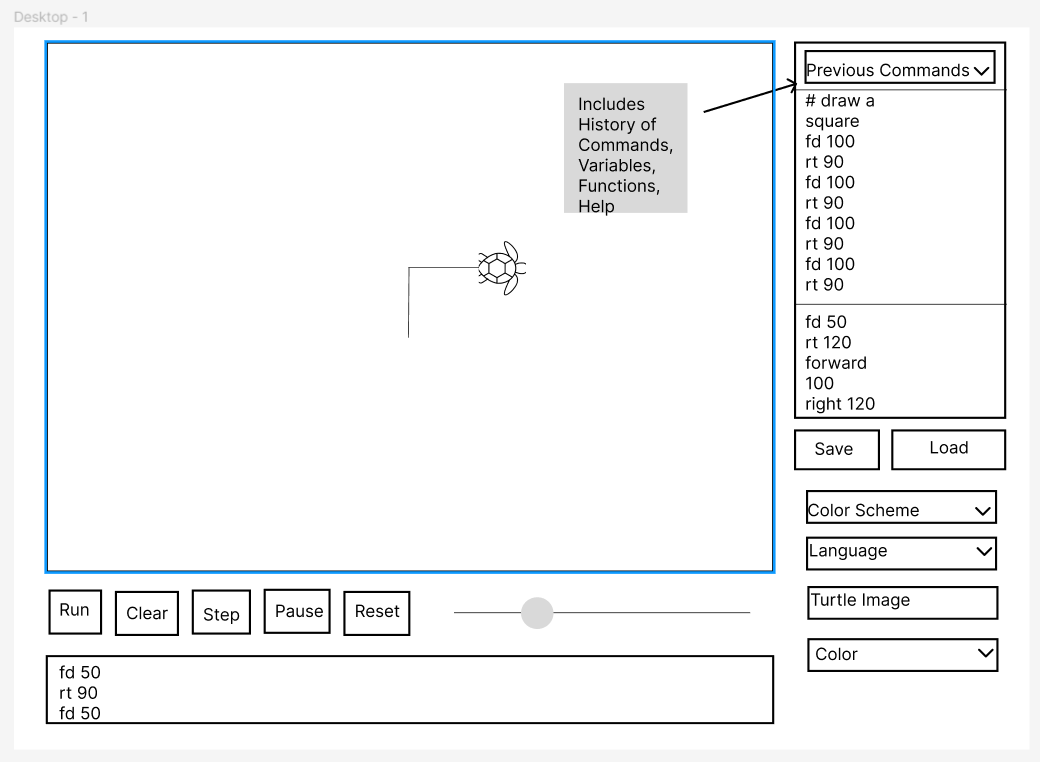 Desktop - 1
Includes
History of
Commands,
Variables,
Functions,
Help
Previous Commands
# draw a
square
fd 100
rt 90
fd 100
rt 90
fd 100
rt 90
fd 100
rt 90
fd 50
rt 120
forward
100
right 120
Save
Load
Color Scheme
Language
Turtle Image
Color
Run
Clear
Step
Pause
Reset
fd 50
rt 90
fd 50